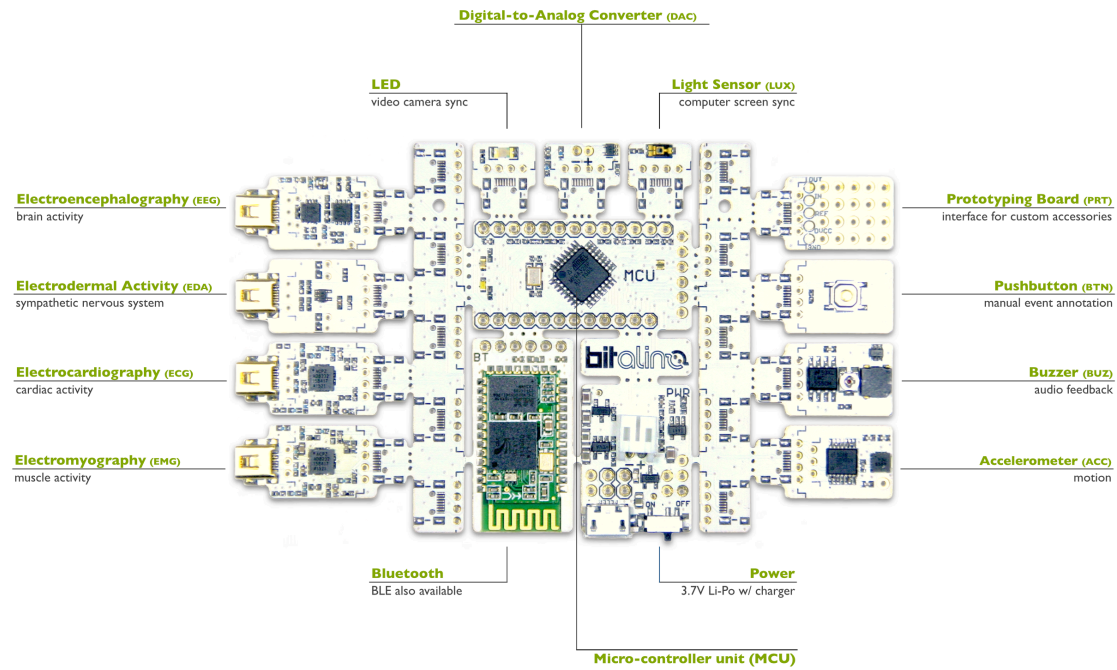 Digital-to-Analog Converter (DAC)
LED
video camera sync
Light Sensor (LUX)
computer screen sync
Electroencephalography (EEG)
brain activity
Prototyping Board (PRT)
interface for custom accessories
Electrodermal Activity (EDA)
sympathetic nervous system
Pushbutton (BTN)
manual event annotation
Electrocardiography (ECG)
cardiac activity
Buzzer (BUZ)
audio feedback
Electromyography (EMG)
muscle activity
Accelerometer (ACC)
motion
MCU
BT
bitalino
PWR
ON
OFF
Bluetooth
BLE also available
Power
3.7V Li-Po w/ charger
Micro-controller unit (MCU)